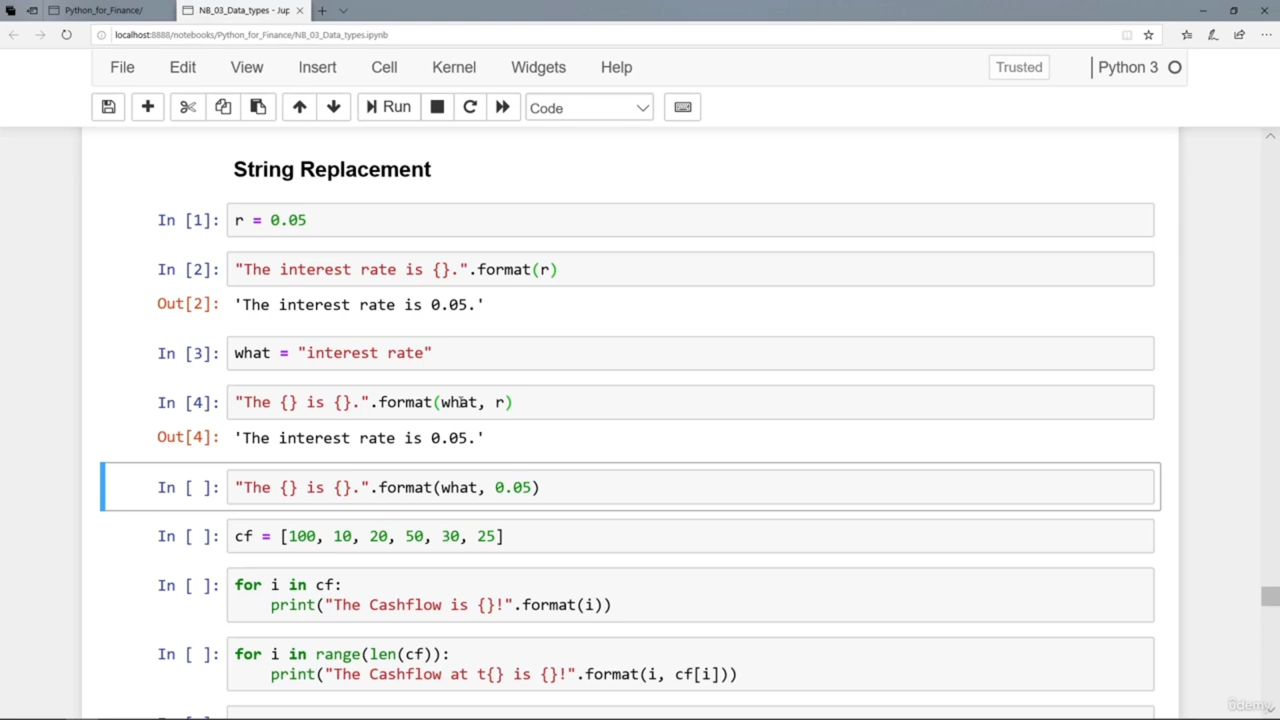 Python_for_Finance/
NB_03_Data_types - Jup
localhost:8888/notebooks/Python_for_Finance/NB_03_Data_types.ipynb
File Edit View Insert Cell Kernel Widgets Help Trusted Python 3
Run Code
String Replacement
In [1]: r = 0.05
In [2]: "The interest rate is {}.".format(r)
Out[2]: 'The interest rate is 0.05.'
In [3]: what = "interest rate"
In [4]: "The {} is {}.".format(what, r)
Out[4]: 'The interest rate is 0.05.'
In [ ]: "The {} is {}.".format(what, 0.05)
In [ ]: cf = [100, 10, 20, 50, 30, 25]
In [ ]: for i in cf:
print("The Cashflow is {}!".format(i))
In [ ]: for i in range(len(cf)):
print("The Cashflow at t{} is {}!".format(i, cf[i]))
Udemy